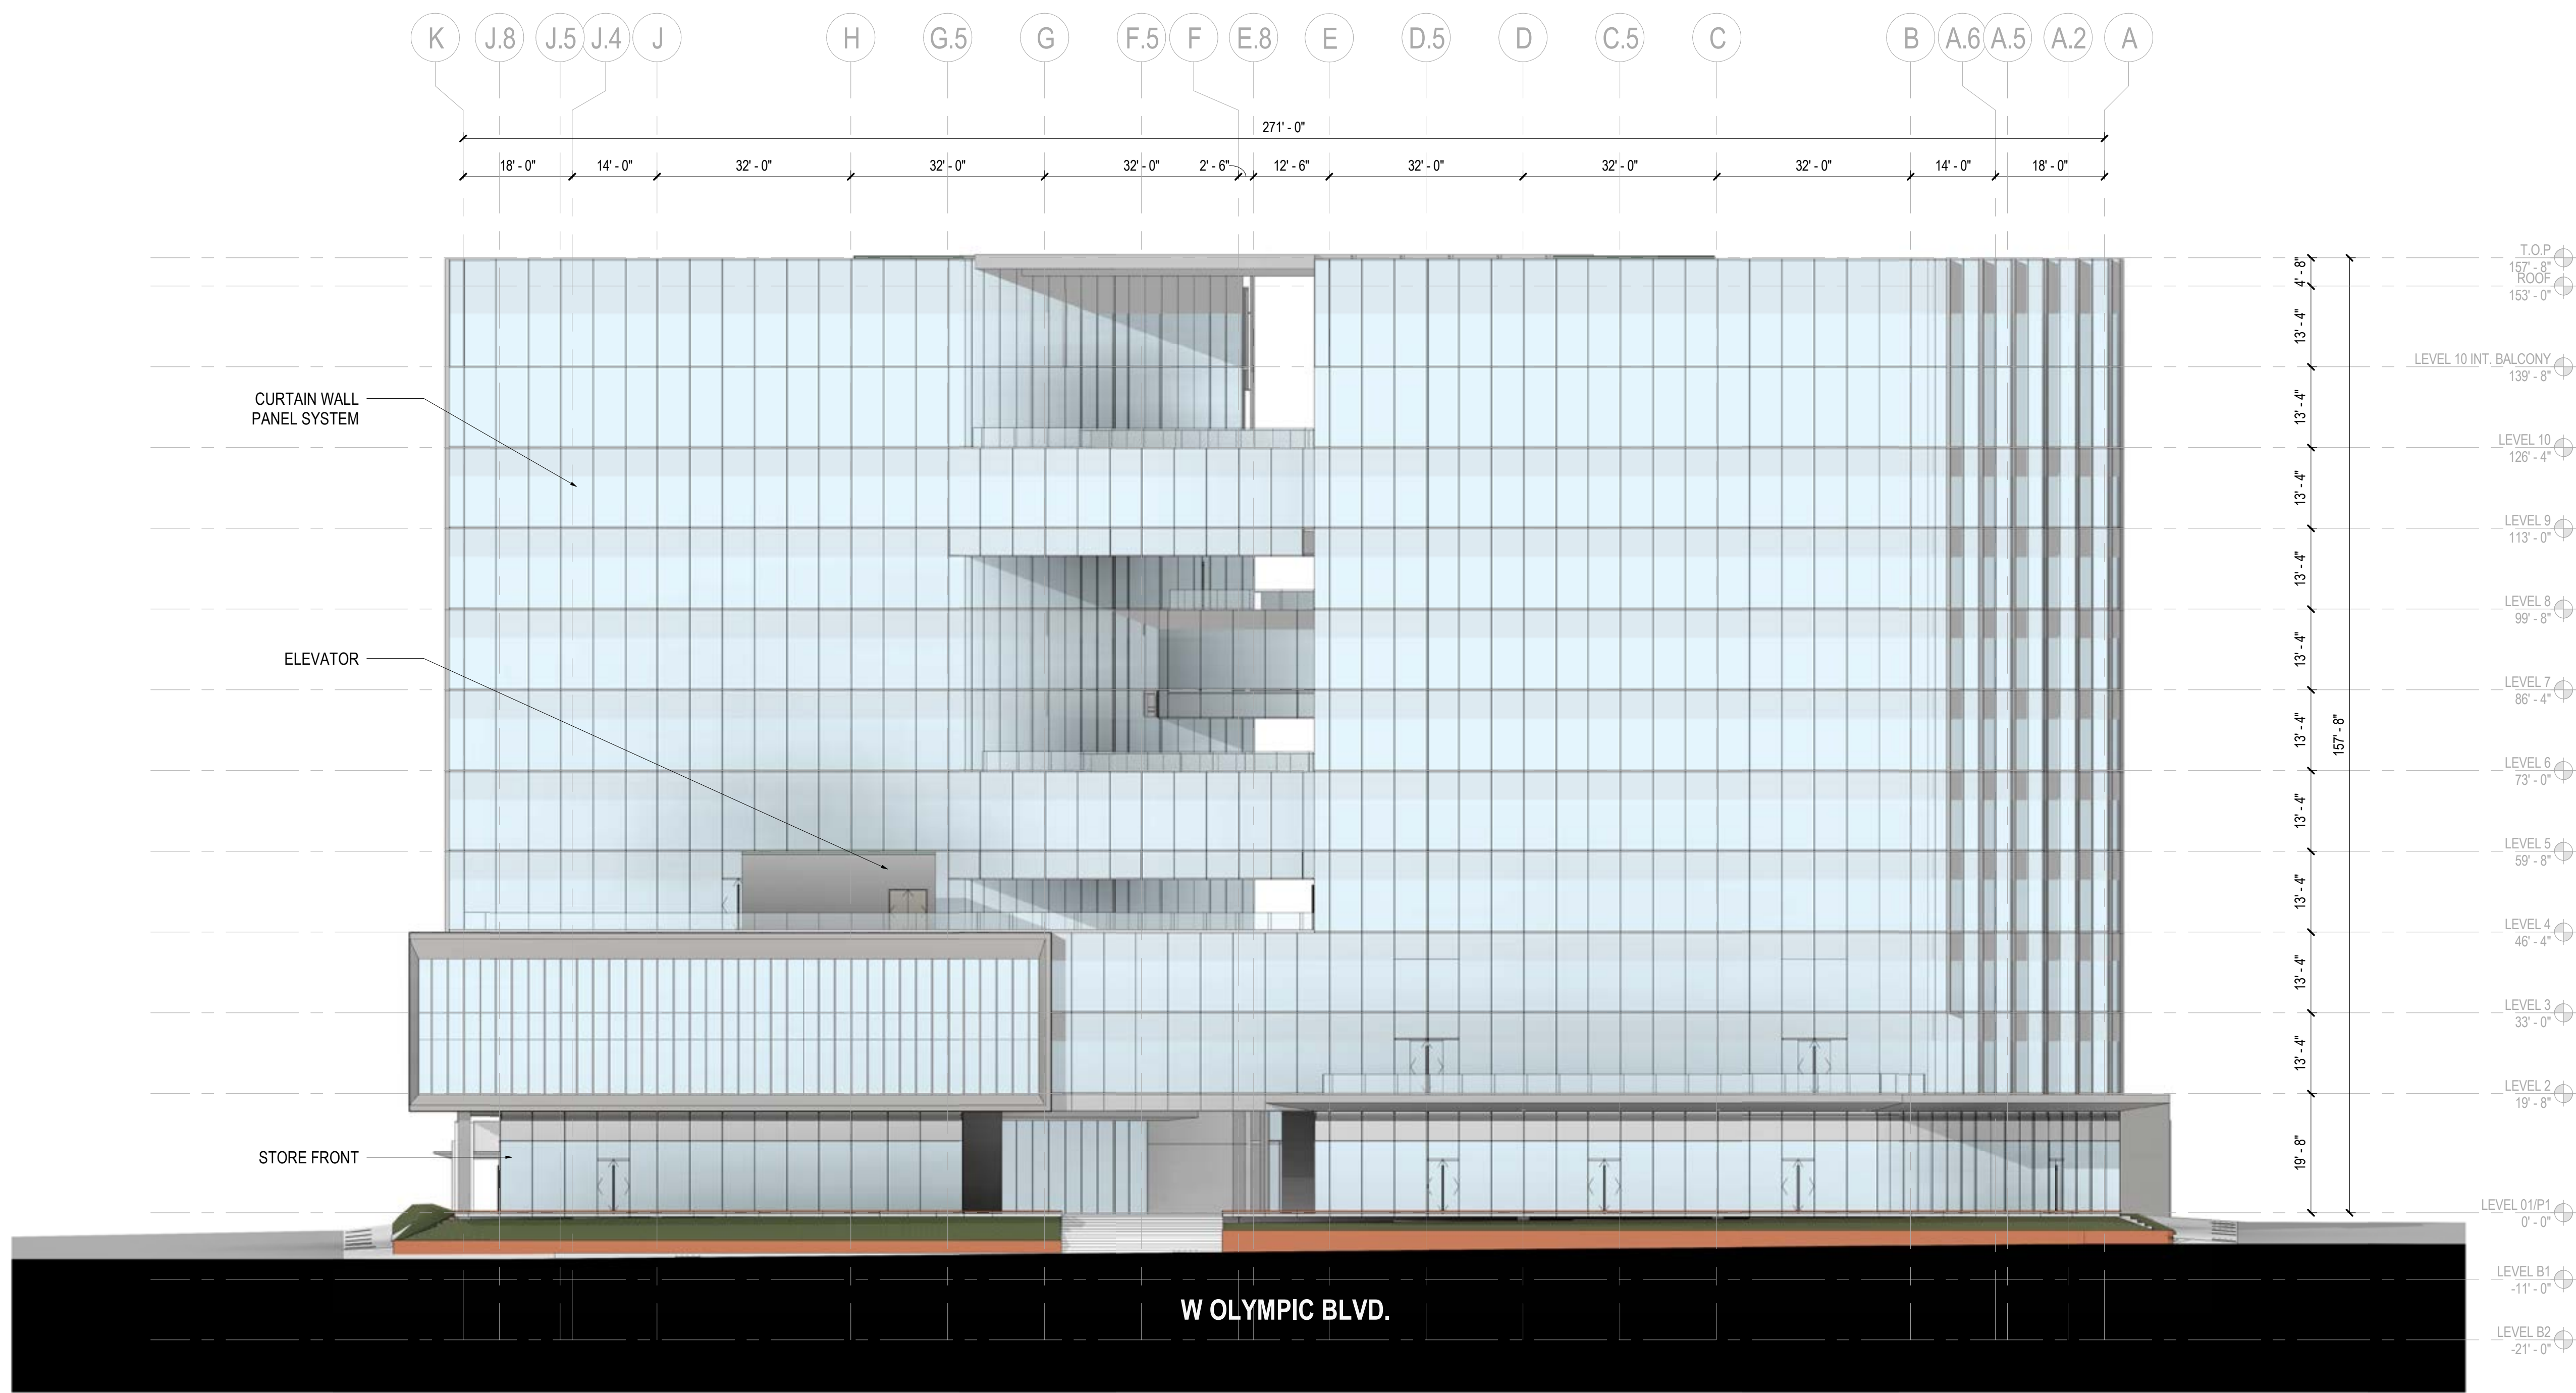 K J.8 J.5 J.4 J H G.5 G F.5 F E.8 E D.5 D C.5 C B A.6 A.5 A.2 A
271' - 0"
18' - 0" 14' - 0" 32' - 0" 32' - 0" 32' - 0" 2' - 6" 12' - 6" 32' - 0" 32' - 0" 32' - 0" 14' - 0" 18' - 0"
T.O.P
157' - 8"
4' - 8"
ROOF
153' - 0"
13' - 4"
LEVEL 10 INT. BALCONY
139' - 8"
CURTAIN WALL
PANEL SYSTEM
13' - 4"
LEVEL 10
126' - 4"
13' - 4"
LEVEL 9
113' - 0"
13' - 4"
LEVEL 8
99' - 8"
ELEVATOR
13' - 4"
LEVEL 7
86' - 4"
13' - 4"
157' - 8"
LEVEL 6
73' - 0"
13' - 4"
LEVEL 5
59' - 8"
13' - 4"
LEVEL 4
46' - 4"
13' - 4"
LEVEL 3
33' - 0"
13' - 4"
LEVEL 2
19' - 8"
STORE FRONT
19' - 8"
LEVEL 01/P1
0' - 0"
LEVEL B1
-11' - 0"
W OLYMPIC BLVD.
LEVEL B2
-21' - 0"